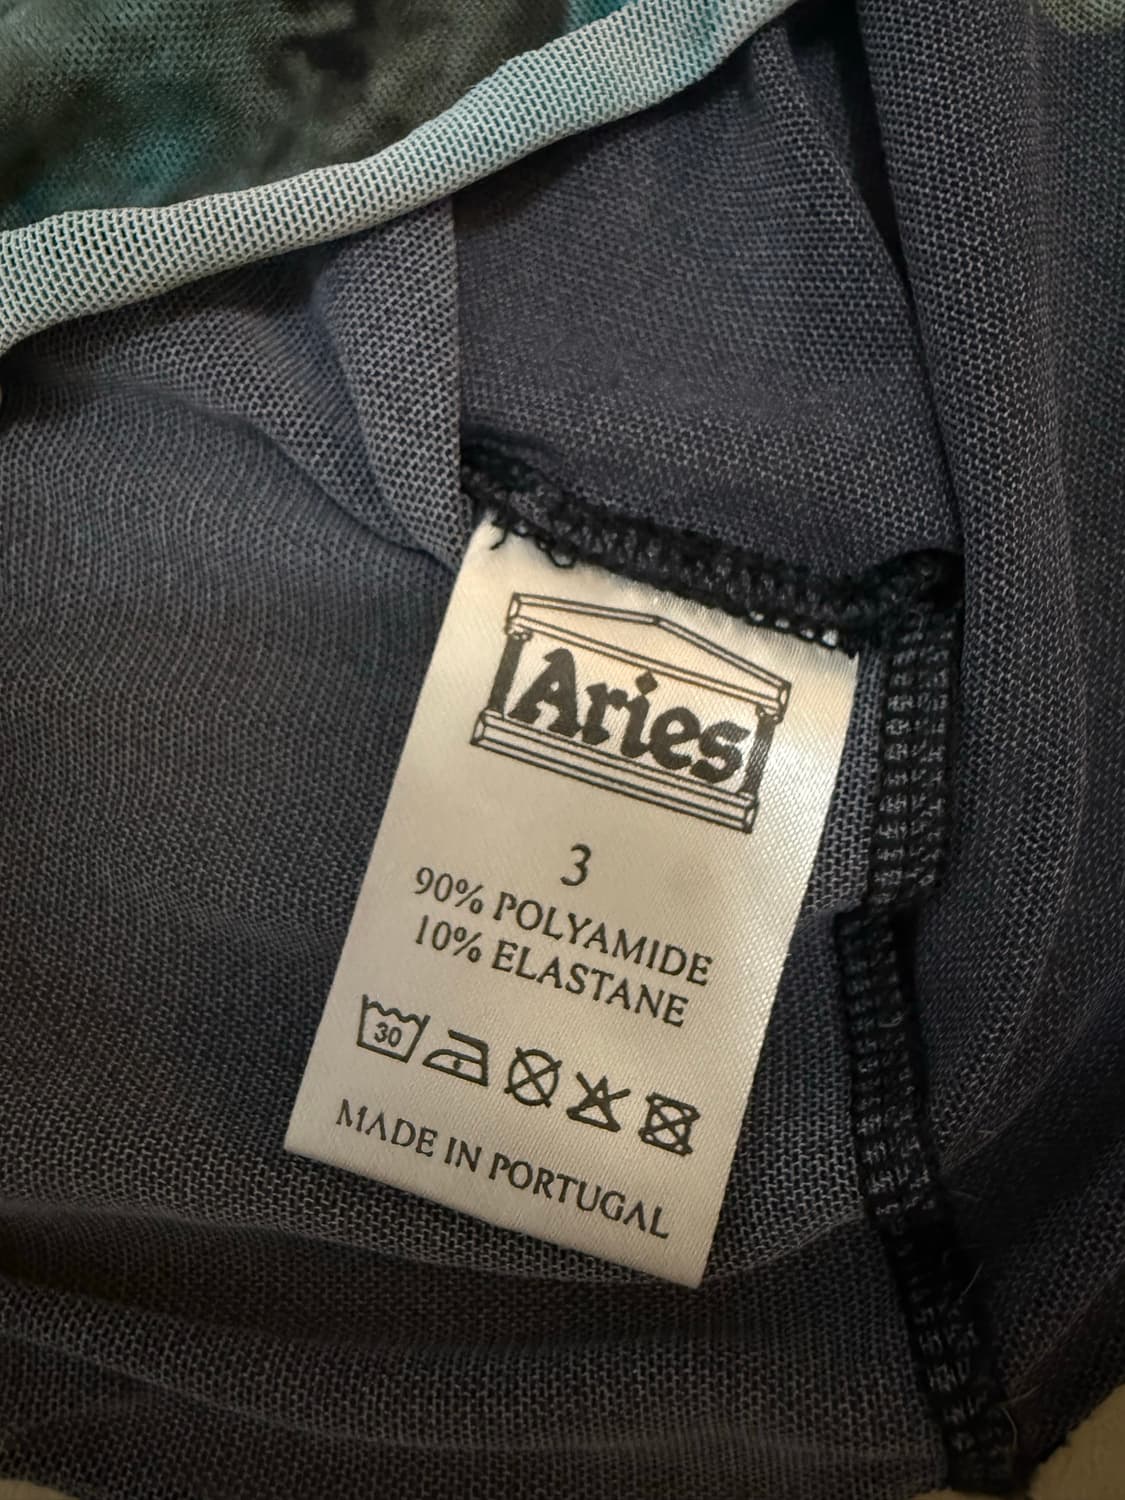 Aries
3
90% POLYAMIDE
10% ELASTANE
30
MADE IN PORTUGAL